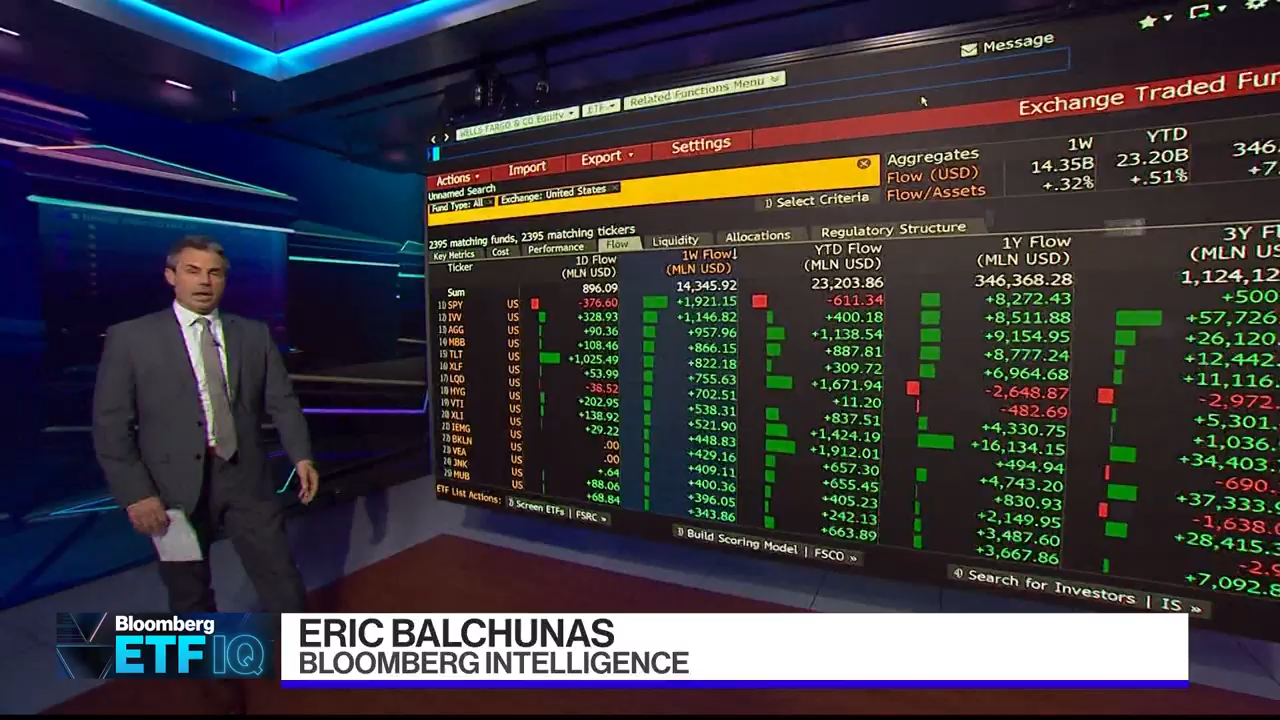 Message
WELLS FARGO & CO Equity
ETF
Related Functions Menu
Actions
Import
Export
Settings
Exchange Traded Fun
Unnamed Search
Fund Type: All
Exchange: United States
1) Select Criteria
Aggregates 1W YTD
Flow (USD) 14.35B 23.20B 346.
Flow/Assets +.32% +.51% +7.
2395 matching funds, 2395 matching tickers
Key Metrics Cost Performance Flow Liquidity Allocations Regulatory Structure
Ticker 1D Flow 1W Flow↓ YTD Flow 1Y Flow 3Y Fl
(MLN USD) (MLN USD) (MLN USD) (MLN USD) (MLN US
Sum 896.09 14,345.92 23,203.86 346,368.28 1,124,12
11) SPY US -376.60 +1,921.15 -611.34 +8,272.43 +500
12) IVV US +328.93 +1,146.82 +400.18 +8,511.88 +57,726
13) AGG US +90.36 +957.96 +1,138.54 +9,154.95 +26,120
14) MBB US +108.46 +866.15 +887.81 +8,777.24 +12,442
15) TLT US +1,025.49 +822.18 +309.72 +6,964.68 +11,116
16) XLF US +53.99 +755.63 +1,671.94 -2,648.87 -2,972
17) LQD US -38.52 +702.51 +11.20 -482.69 +5,301
18) HYG US +202.95 +538.31 +837.51 +4,330.75 +1,036
19) VTI US +138.92 +521.90 +1,424.19 +16,134.15 +34,403
20) XLI US +29.22 +448.83 +1,912.01 +494.94 -690
21) IEMG US .00 +429.16 +657.30 +4,743.20 +37,333
22) BKLN US .00 +409.11 +655.45 +830.93 -1,638
23) VEA US +.64 +400.36 +405.23 +2,149.95 +28,415
24) JNK US +88.06 +396.05 +242.13 +3,487.60 -2.9
25) MUB US +68.84 +343.86 +663.89 +3,667.86 +7,092.8
ETF List Actions:
2) Screen ETFs | FSRC »
3) Build Scoring Model | FSCO »
4) Search for Investors | IS »
Bloomberg
ETF IQ
ERIC BALCHUNAS
BLOOMBERG INTELLIGENCE